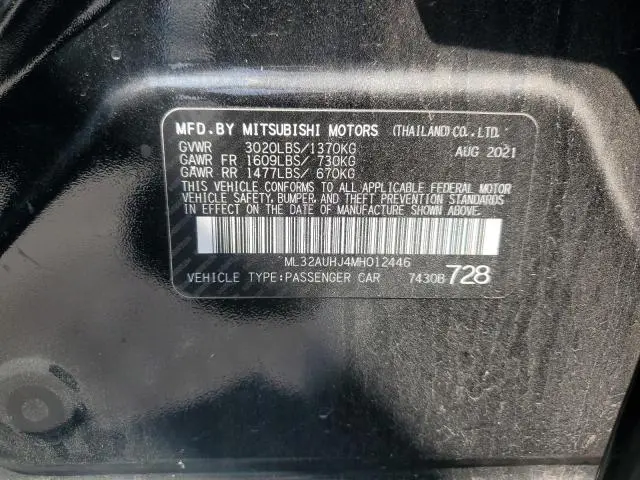 MFD.BY MITSUBISHI MOTORS (THAILAND)CO.,LTD.
GVWR 3020LBS/1370KG AUG 2021
GAWR FR 1609LBS/ 730KG
GAWR RR 1477LBS/ 670KG
THIS VEHICLE CONFORMS TO ALL APPLICABLE FEDERAL MOTOR
VEHICLE SAFETY, BUMPER, AND THEFT PREVENTION STANDARDS
IN EFFECT ON THE DATE OF MANUFACTURE SHOWN ABOVE.
ML32AUHJ4MH012446
VEHICLE TYPE:PASSENGER CAR 7430B 728